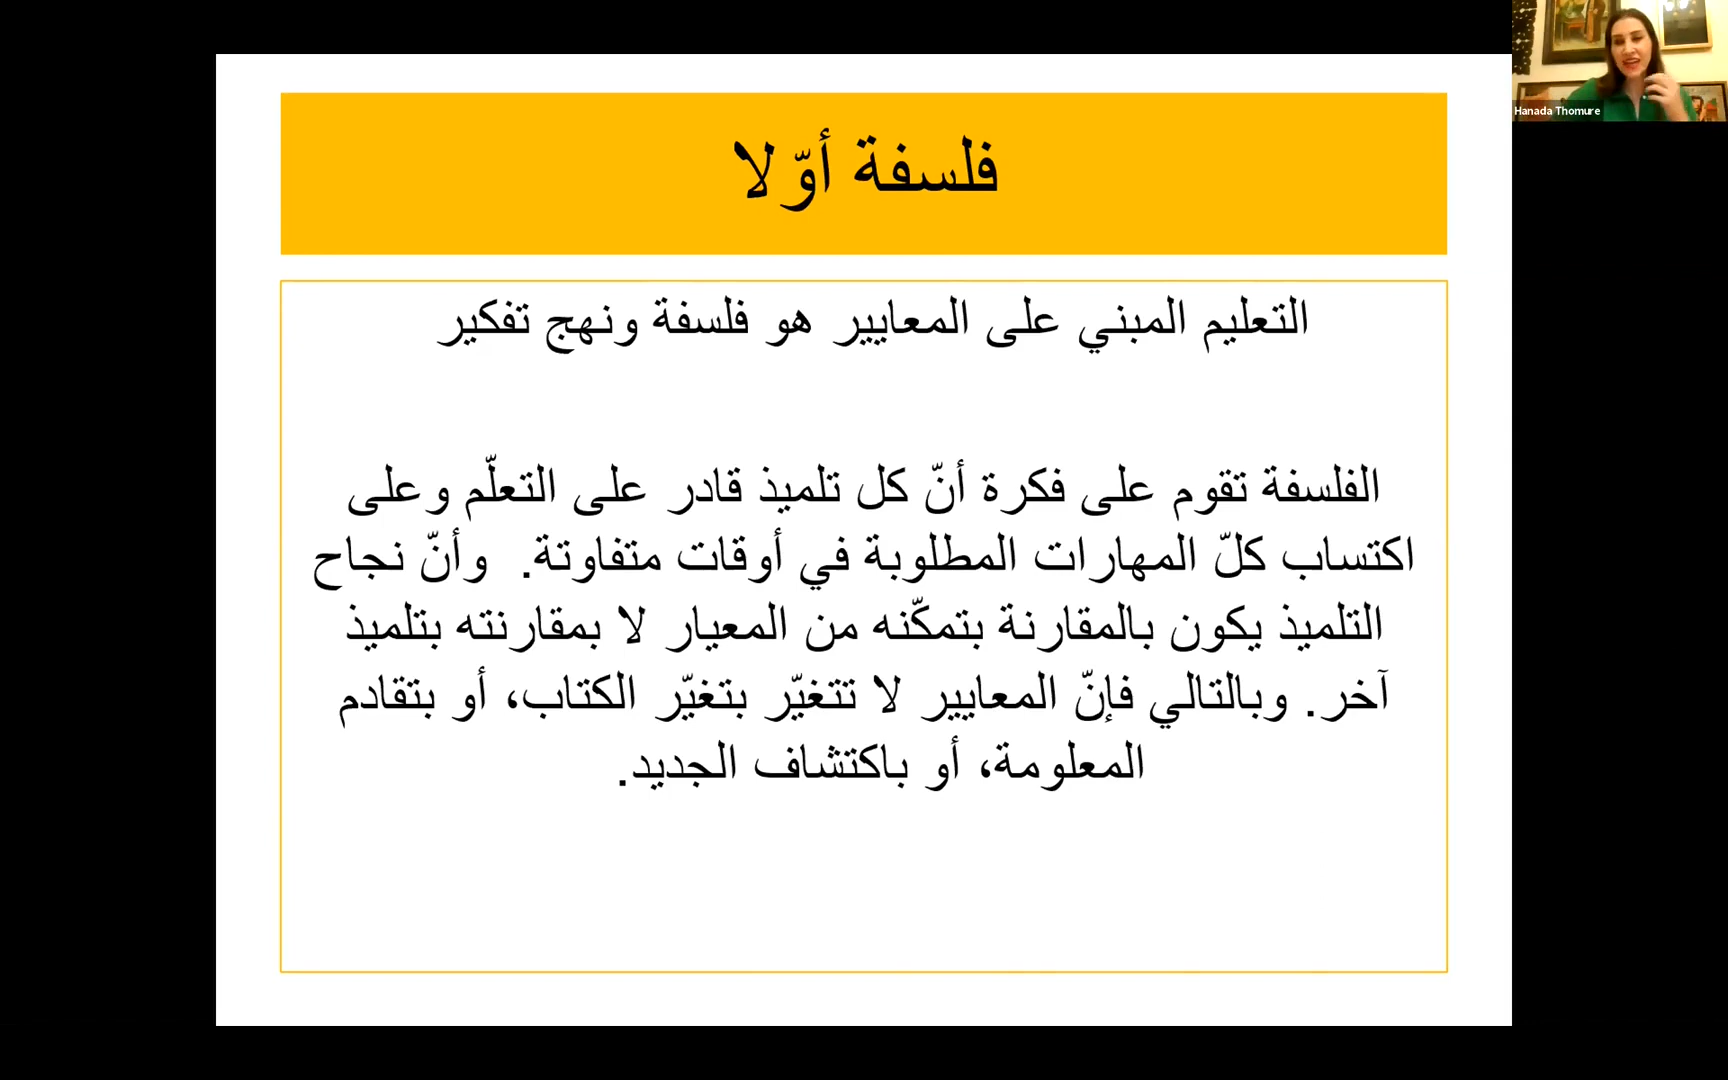 فلسفة أوّلا
التعليم المبني على المعايير هو فلسفة ونهج تفكير
الفلسفة تقوم على فكرة أنّ كل تلميذ قادر على التعلّم وعلى
اكتساب كلّ المهارات المطلوبة في أوقات متفاوتة. وأنّ نجاح
التلميذ يكون بالمقارنة بتمكّنه من المعيار لا بمقارنته بتلميذ
آخر. وبالتالي فإنّ المعايير لا تتغيّر بتغيّر الكتاب، أو بتقادم
المعلومة، أو باكتشاف الجديد.
Hanada Thomure